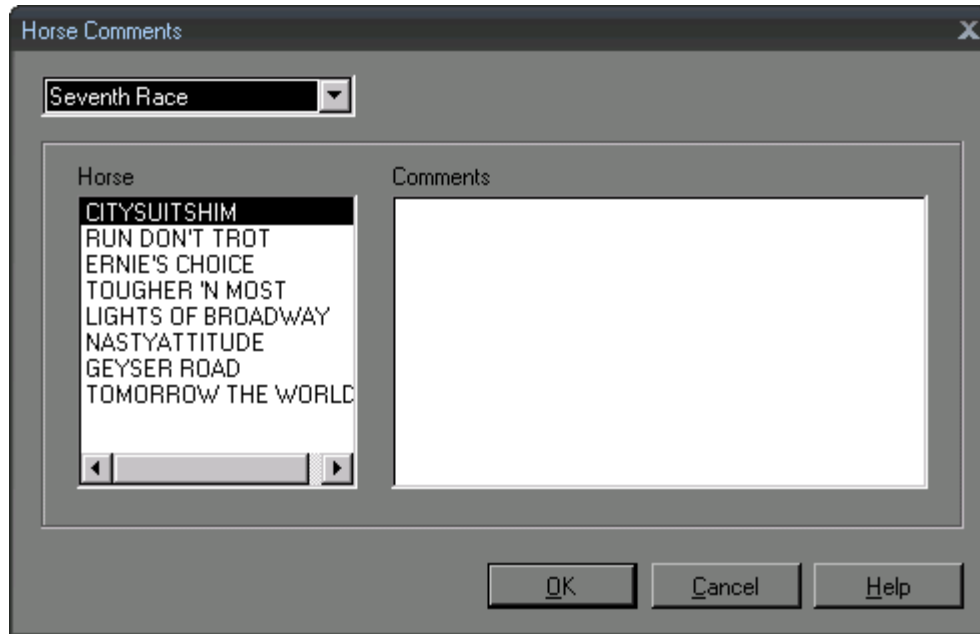 Horse Comments
Seventh Race
Horse
Comments
CITYSUITSHIM
RUN DON'T TROT
ERNIE'S CHOICE
TOUGHER 'N MOST
LIGHTS OF BROADWAY
NASTYATTITUDE
GEYSER ROAD
TOMORROW THE WORLD
OK
Cancel
Help